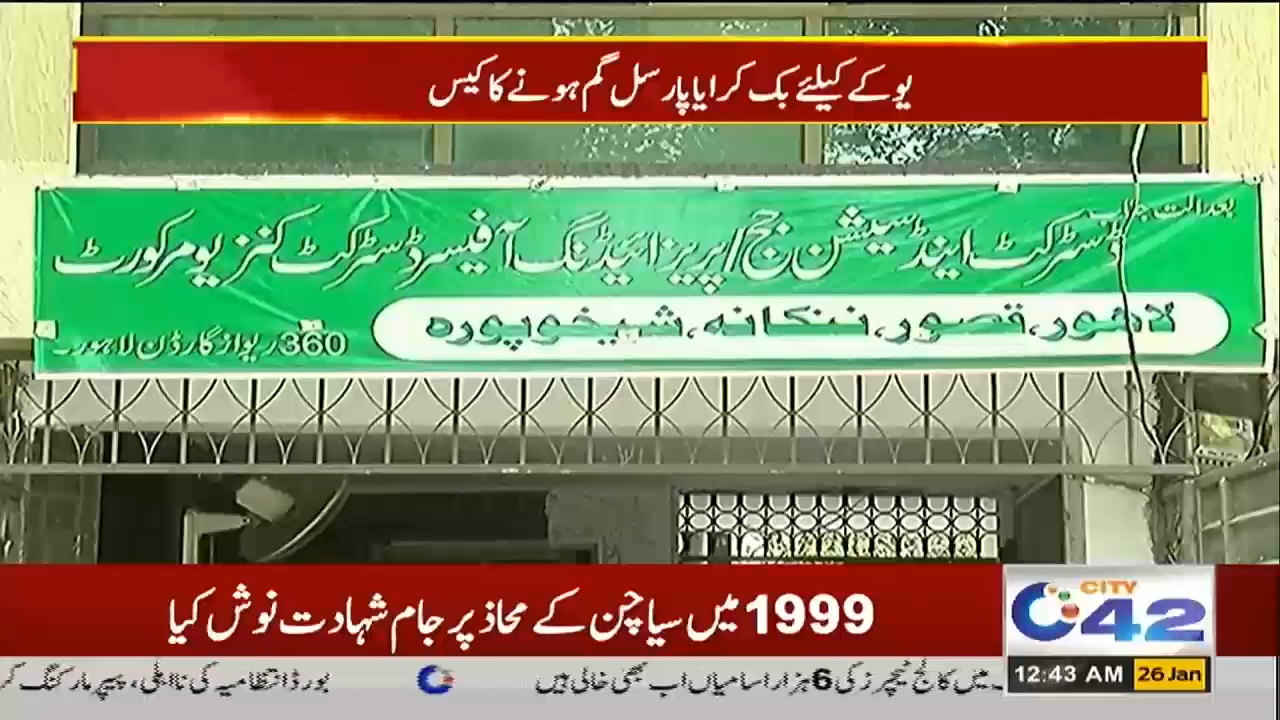 یو کے کیلئے بک کرایا پارسل گم ہونے کا کیس
بعدالت جناب
ڈسٹرکٹ اینڈ سیشن جج / پریزائیڈنگ آفیسر ڈسٹرکٹ کنزیومر کورٹ
لاہور، قصور، ننکانہ، شیخوپورہ
360 ریواز گارڈن لاہور۔
1999 میں سیاچن کے محاذ پر جام شہادت نوش کیا
CITY
42
میں کالج ٹیچرز کی 6 ہزار اسامیاں اب بھی خالی ہیں
بورڈ انتظامیہ کی نااہلی، پیپر مارکنگ کر
12:43 AM 26 Jan